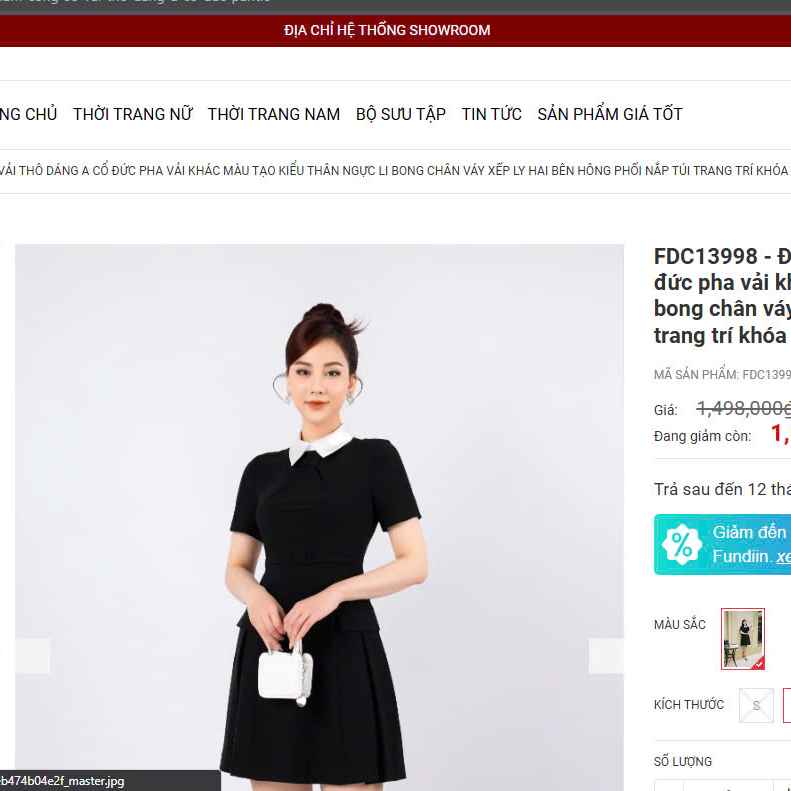 ĐỊA CHỈ HỆ THỐNG SHOWROOM
NG CHỦ THỜI TRANG NỮ THỜI TRANG NAM BỘ SƯU TẬP TIN TỨC SẢN PHẨM GIÁ TỐT
VẢI THÔ DÁNG A CỔ ĐỨC PHA VẢI KHÁC MÀU TẠO KIỂU THÂN NGỰC LI BONG CHÂN VÁY XẾP LY HAI BÊN HÔNG PHỐI NẮP TÚI TRANG TRÍ KHÓA
FDC13998 - Đ
đức pha vải kh
bong chân váy
trang trí khóa
MÃ SẢN PHẨM: FDC1399
Giá: 1,498,000₫
Đang giảm còn: 1,
Trả sau đến 12 thá
Giảm đến
Fundiin. xe
MÀU SẮC
KÍCH THƯỚC S
SỐ LƯỢNG
b474b04e2f_master.jpg